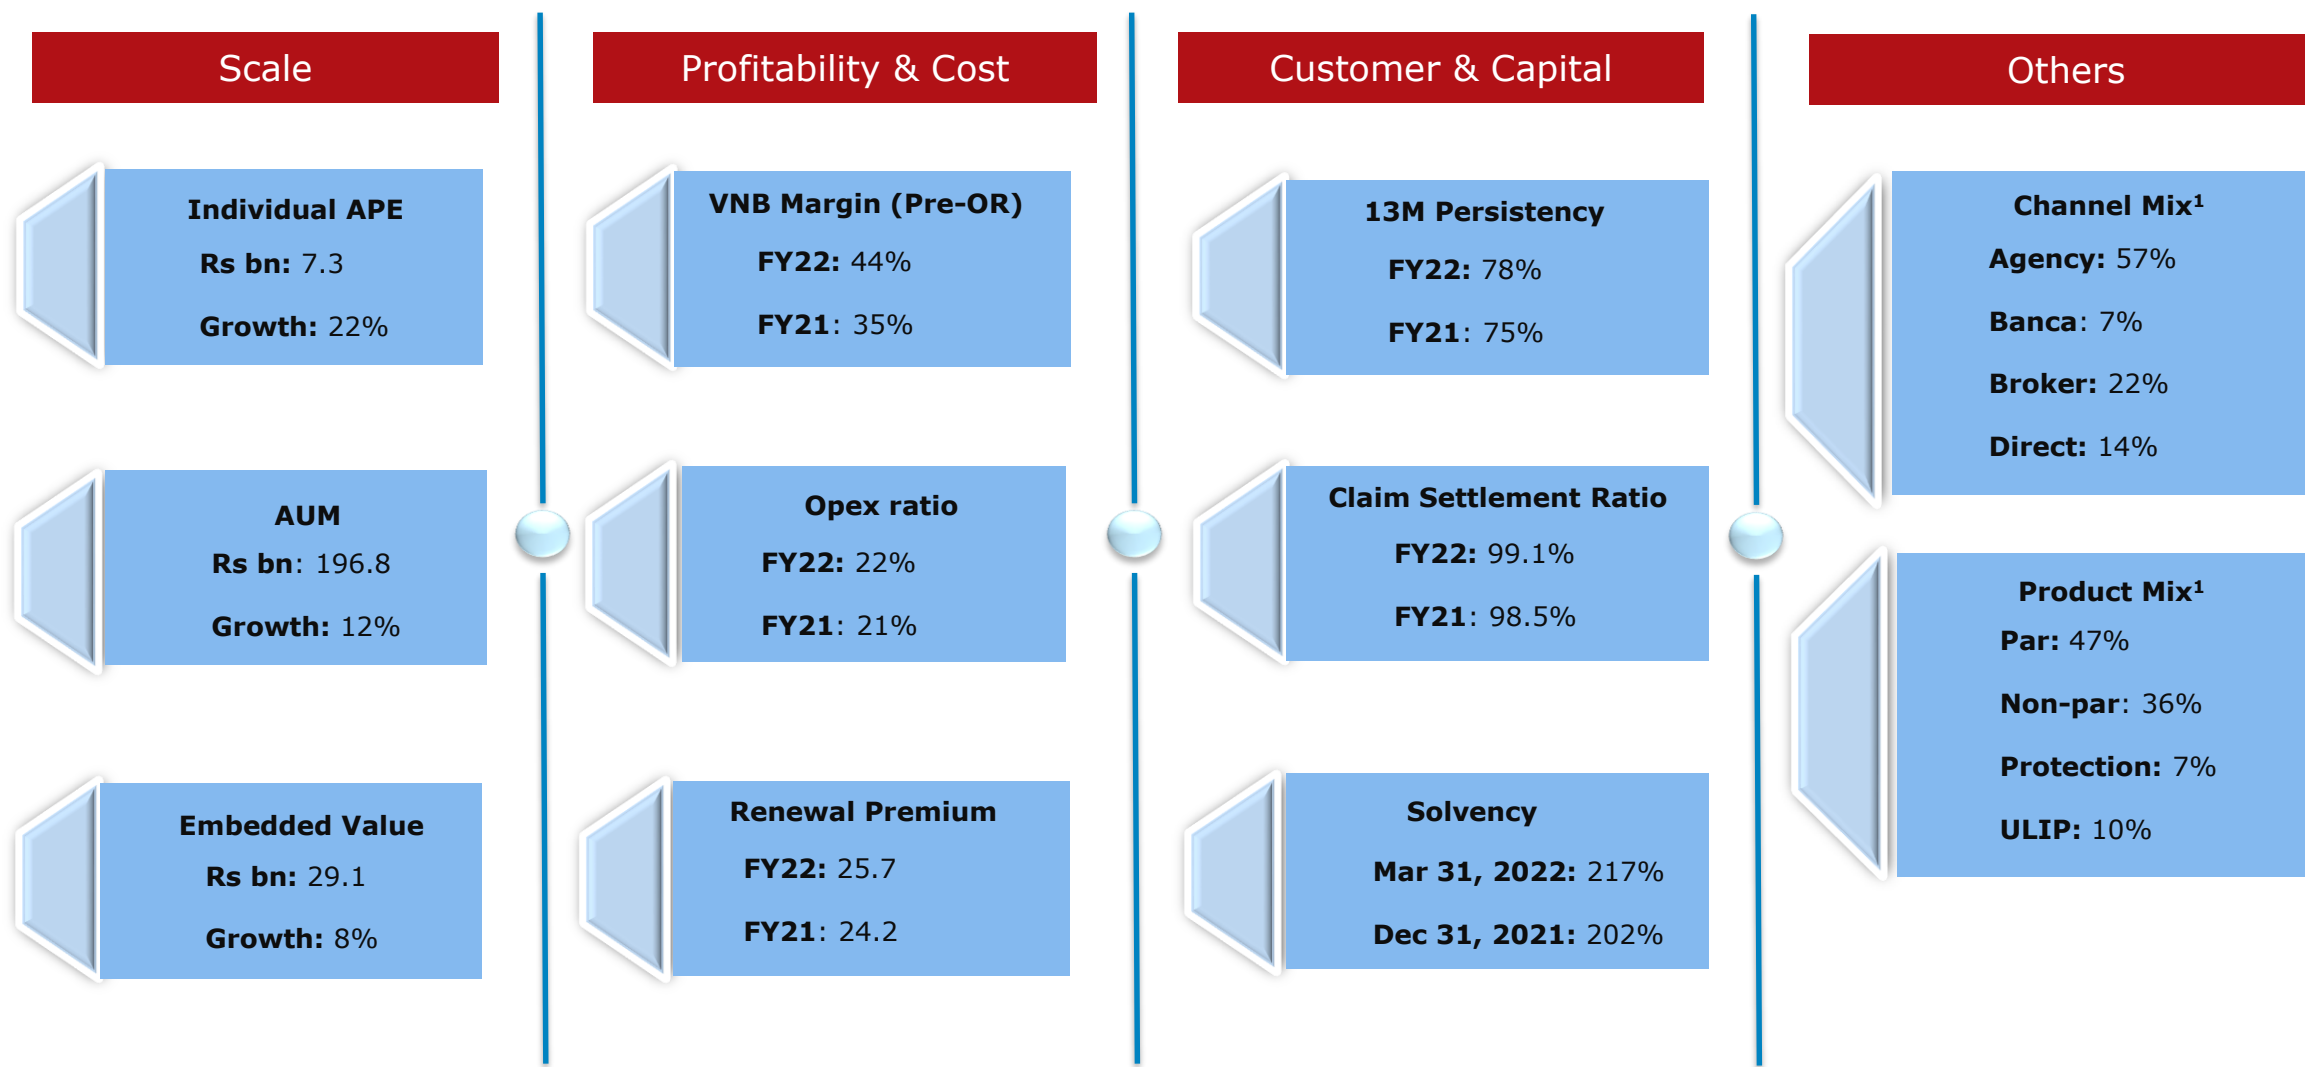 Scale
Individual APE
Rs bn: 7.3
Growth: 22%
AUM
Rs bn: 196.8
Growth: 12%
Embedded Value
Rs bn: 29.1
Growth: 8%
Profitability & Cost
VNB Margin (Pre-OR)
FY22: 44%
FY21: 35%
Opex ratio
FY22: 22%
FY21: 21%
Renewal Premium
FY22: 25.7
FY21: 24.2
Customer & Capital
13M Persistency
FY22: 78%
FY21: 75%
Claim Settlement Ratio
FY22: 99.1%
FY21: 98.5%
Solvency
Mar 31, 2022: 217%
Dec 31, 2021: 202%
Others
Channel Mix¹
Agency: 57%
Banca: 7%
Broker: 22%
Direct: 14%
Product Mix¹
Par: 47%
Non-par: 36%
Protection: 7%
ULIP: 10%